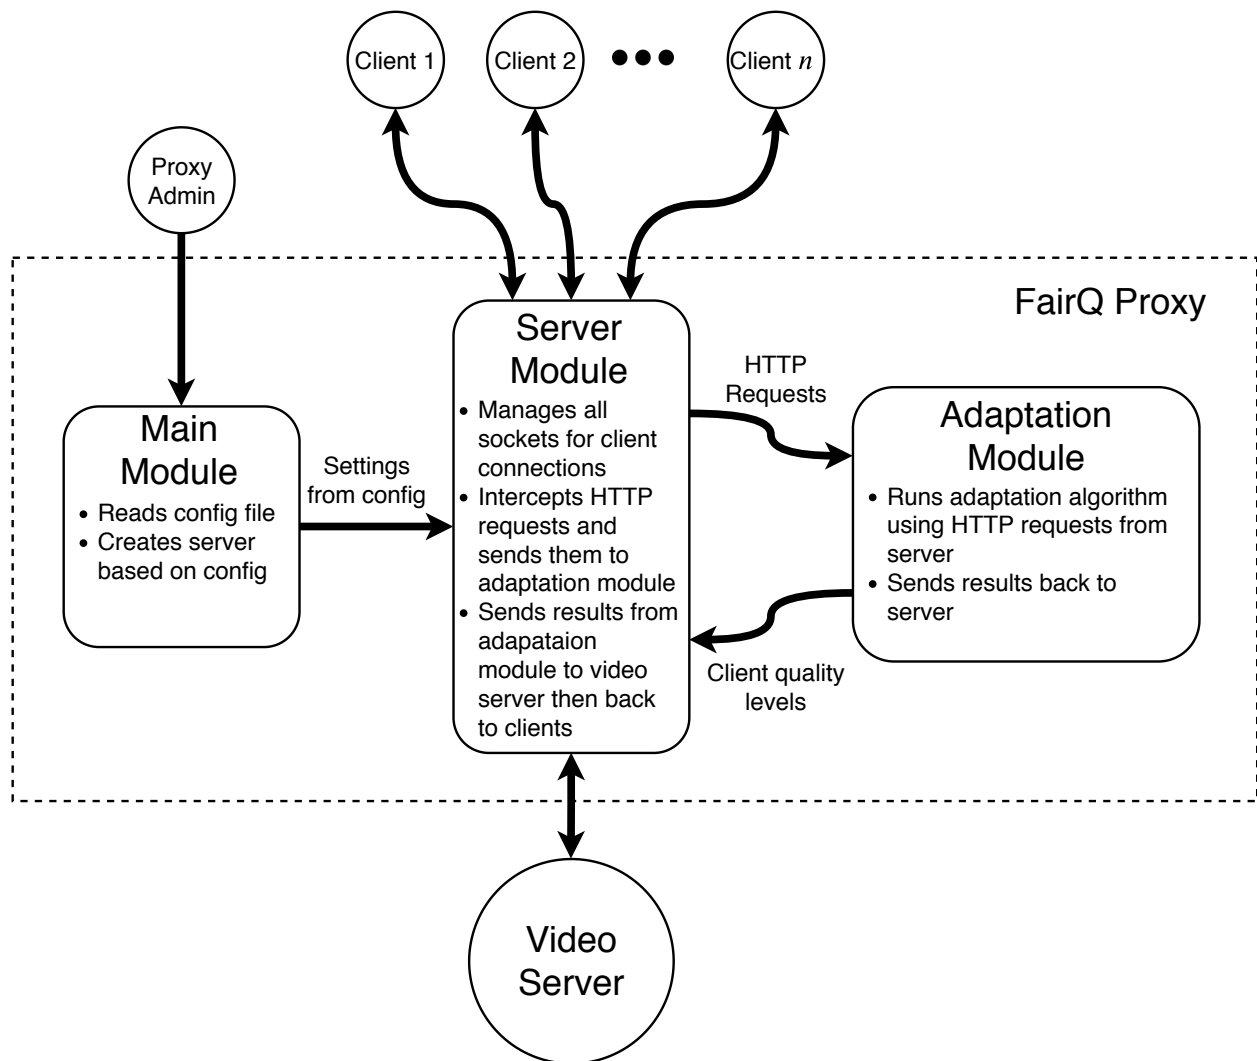 Client 1
Client 2
Client n
Proxy
Admin
FairQ Proxy
Main
Module
• Reads config file
• Creates server
based on config
Settings
from config
Server
Module
• Manages all
sockets for client
connections
• Intercepts HTTP
requests and
sends them to
adaptation module
• Sends results from
adapataion
module to video
server then back
to clients
HTTP
Requests
Adaptation
Module
• Runs adaptation algorithm
using HTTP requests from
server
• Sends results back to
server
Client quality
levels
Video
Server